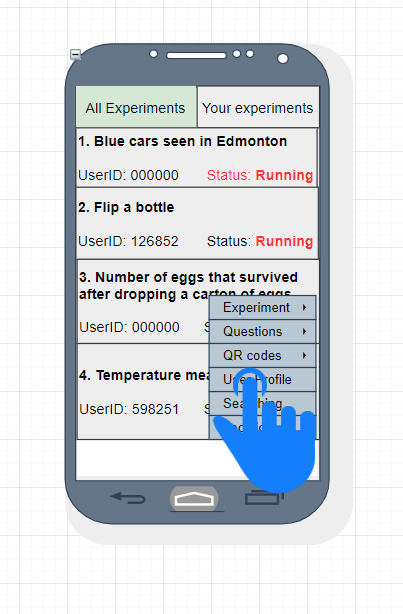 All Experiments Your experiments
1. Blue cars seen in Edmonton
UserID: 000000 Status: Running
2. Flip a bottle
UserID: 126852 Status: Running
3. Number of eggs that survived
after dropping a carton of eggs
UserID: 000000
Experiment
Questions
QR codes
4. Temperature
User Profile
UserID: 598251
Searching